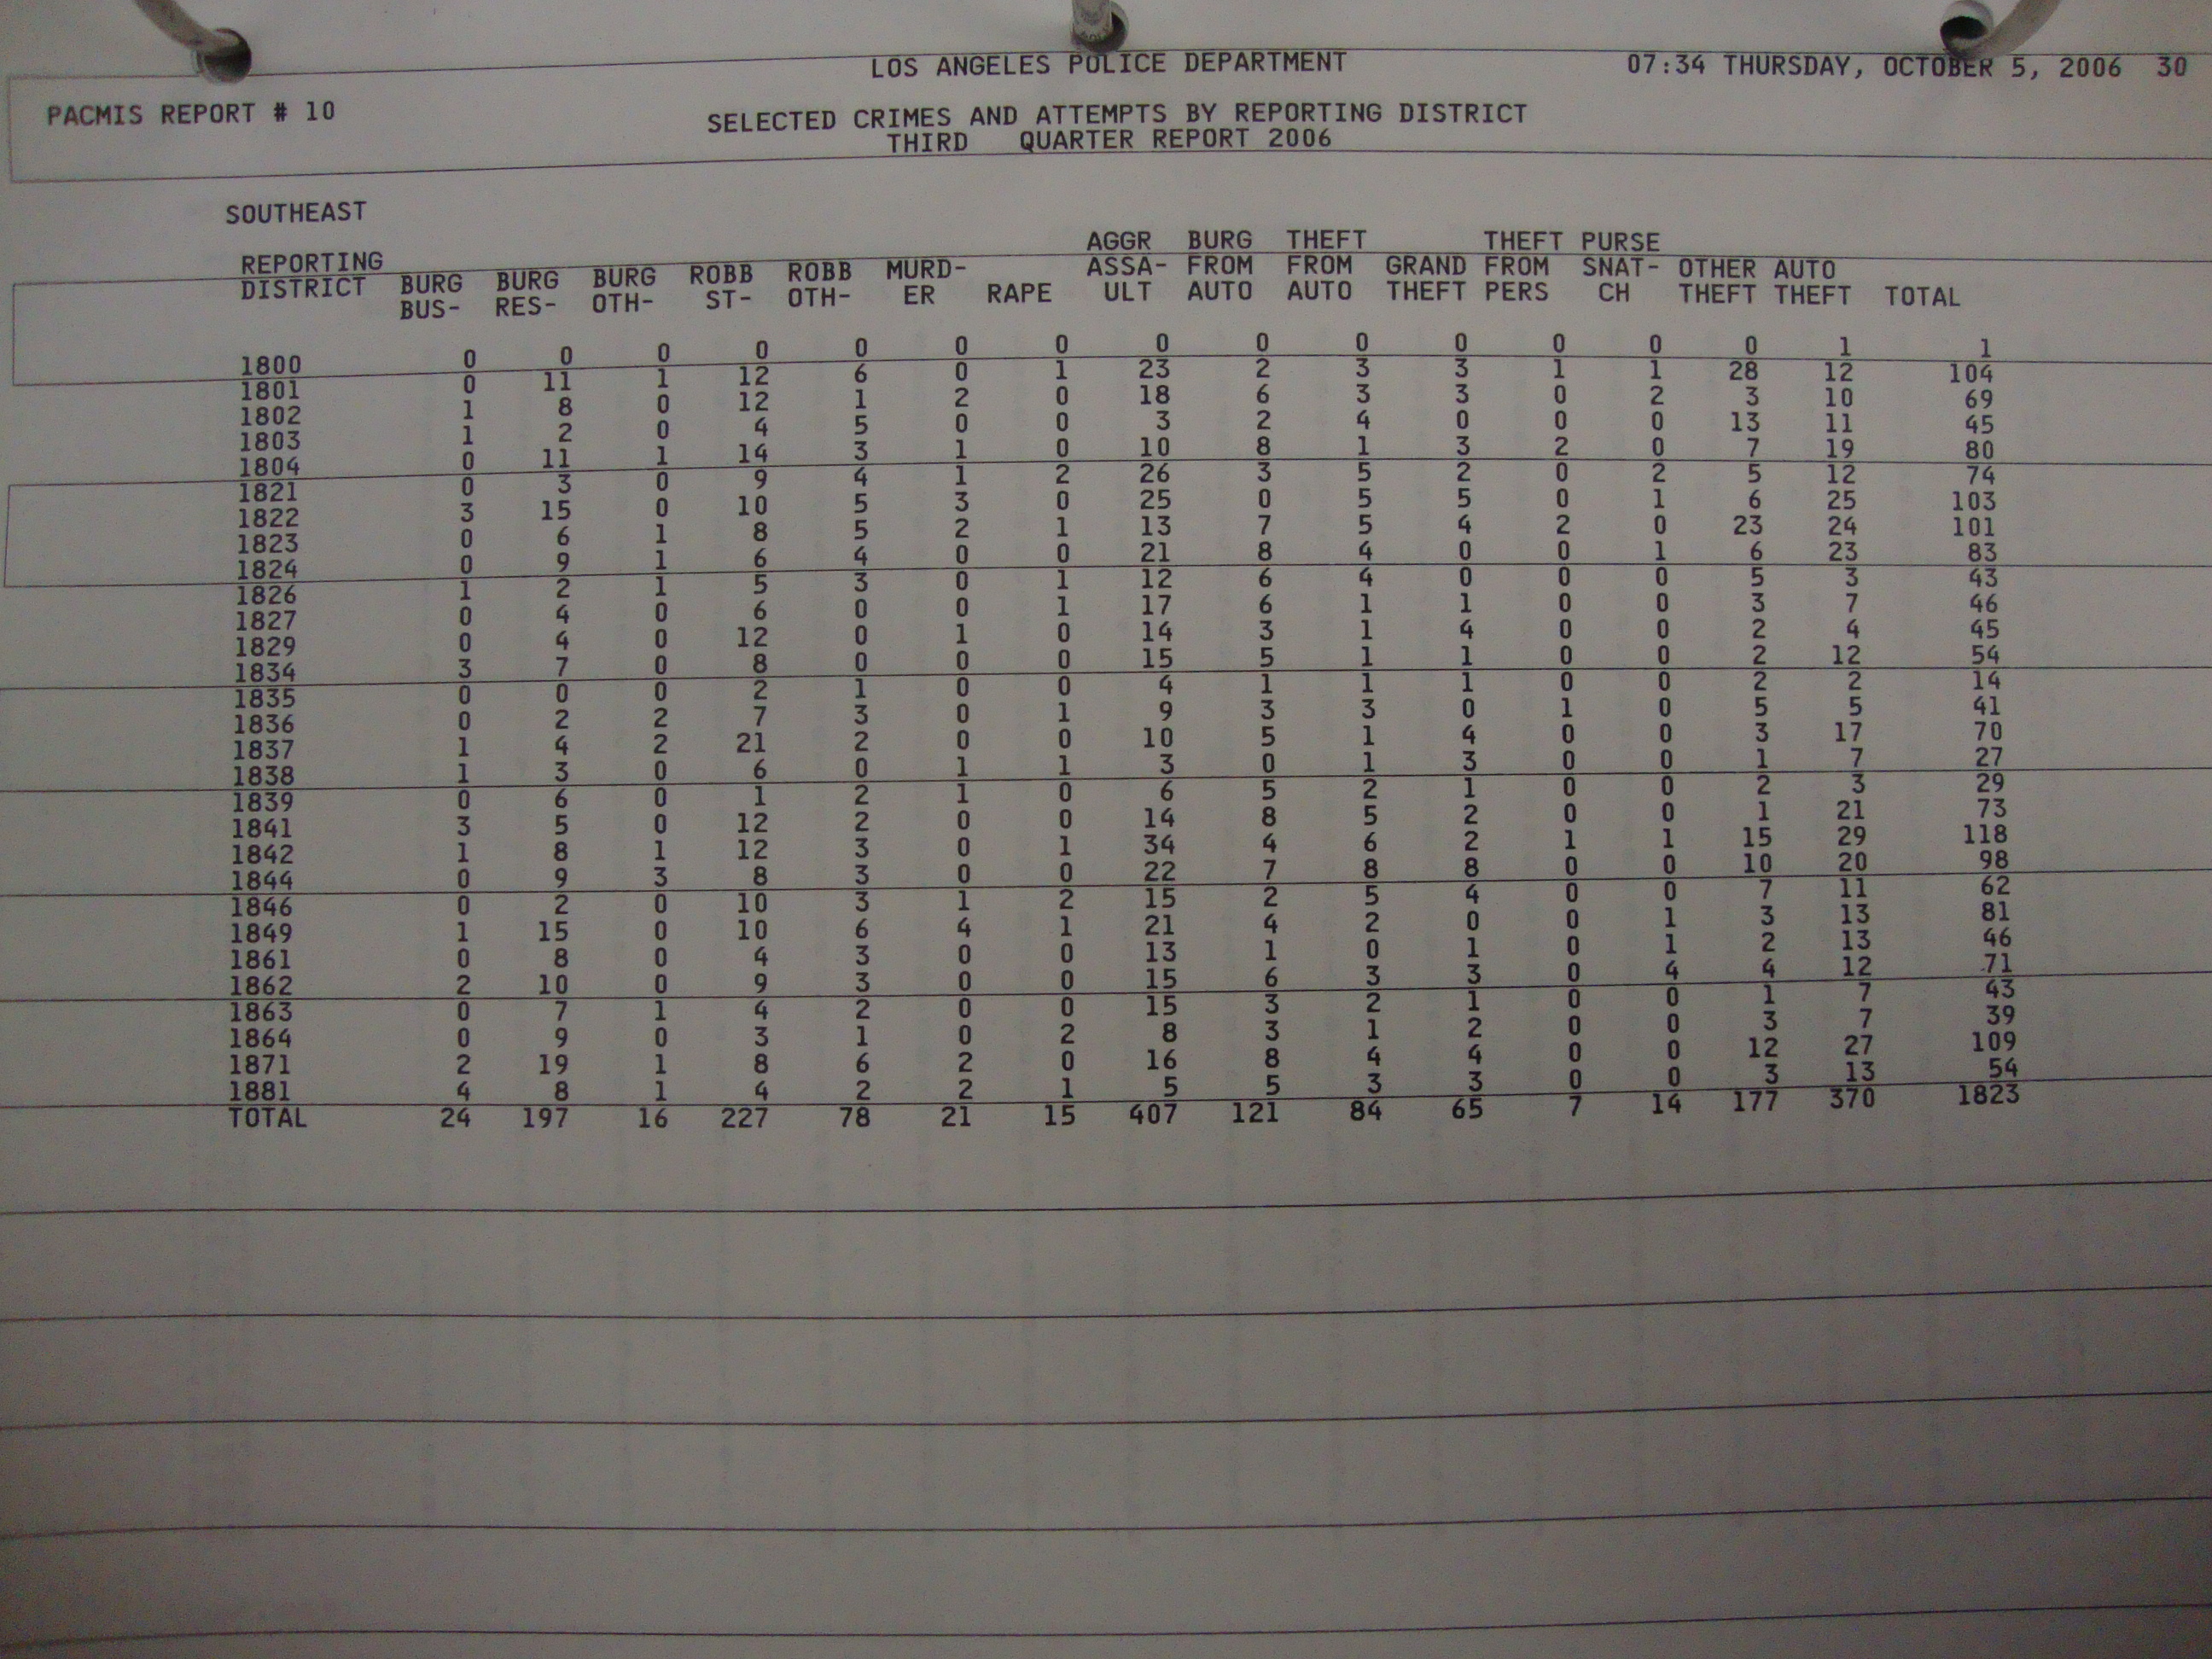 LOS ANGELES POLICE DEPARTMENT 07:34 THURSDAY, OCTOBER 5, 2006 30
PACMIS REPORT # 10
SELECTED CRIMES AND ATTEMPTS BY REPORTING DISTRICT
THIRD QUARTER REPORT 2006
SOUTHEAST
AGGR BURG THEFT THEFT PURSE
REPORTING BURG BURG BURG ROBB ROBB MURD- ASSA- FROM FROM GRAND FROM SNAT- OTHER AUTO
DISTRICT BUS- RES- OTH- ST- OTH- ER RAPE ULT AUTO AUTO THEFT PERS CH THEFT THEFT TOTAL
1800 0 0 0 0 0 0 0 0 0 0 0 0 0 0 1 1
1801 0 11 1 12 6 0 1 23 2 3 3 1 1 28 12 104
1802 1 8 0 12 1 2 0 18 6 3 3 0 2 3 10 69
1803 1 2 0 4 5 0 0 3 2 4 0 0 0 13 11 45
1804 0 11 1 14 3 1 0 10 8 1 3 2 0 7 19 80
1821 0 3 0 9 4 1 2 26 3 5 2 0 2 5 12 74
1822 3 15 0 10 5 3 0 25 0 5 5 0 1 6 25 103
1823 0 6 1 8 5 2 1 13 7 5 4 2 0 23 24 101
1824 0 9 1 6 4 0 0 21 8 4 0 0 1 6 23 83
1826 1 2 1 5 3 0 1 12 6 4 0 0 0 5 3 43
1827 0 4 0 6 0 0 1 17 6 1 1 0 0 3 7 46
1829 0 4 0 12 0 1 0 14 3 1 4 0 0 2 4 45
1834 3 7 0 8 0 0 0 15 5 1 1 0 0 2 12 54
1835 0 0 0 2 1 0 0 4 1 1 1 0 0 2 2 14
1836 0 2 2 7 3 0 1 9 3 3 0 1 0 5 5 41
1837 1 4 2 21 2 0 0 10 5 1 4 0 0 3 17 70
1838 1 3 0 6 0 1 1 3 0 1 3 0 0 1 7 27
1839 0 6 0 1 2 1 0 6 5 2 1 0 0 2 3 29
1841 3 5 0 12 2 0 0 14 8 5 2 0 0 1 21 73
1842 1 8 1 12 3 0 1 34 4 6 2 1 1 15 29 118
1844 0 9 3 8 3 0 0 22 7 8 8 0 0 10 20 98
1846 0 2 0 10 3 1 2 15 2 5 4 0 0 7 11 62
1849 1 15 0 10 6 4 1 21 4 2 0 0 1 3 13 81
1861 0 8 0 4 3 0 0 13 1 0 1 0 1 2 13 46
1862 2 10 0 9 3 0 0 15 6 3 3 0 4 4 12 71
1863 0 7 1 4 2 0 0 15 3 2 1 0 0 1 7 43
1864 0 9 0 3 1 0 2 8 3 1 2 0 0 3 7 39
1871 2 19 1 8 6 2 0 16 8 4 4 0 0 12 27 109
1881 4 8 1 4 2 2 1 5 5 3 3 0 0 3 13 54
TOTAL 24 197 16 227 78 21 15 407 121 84 65 7 14 177 370 1823